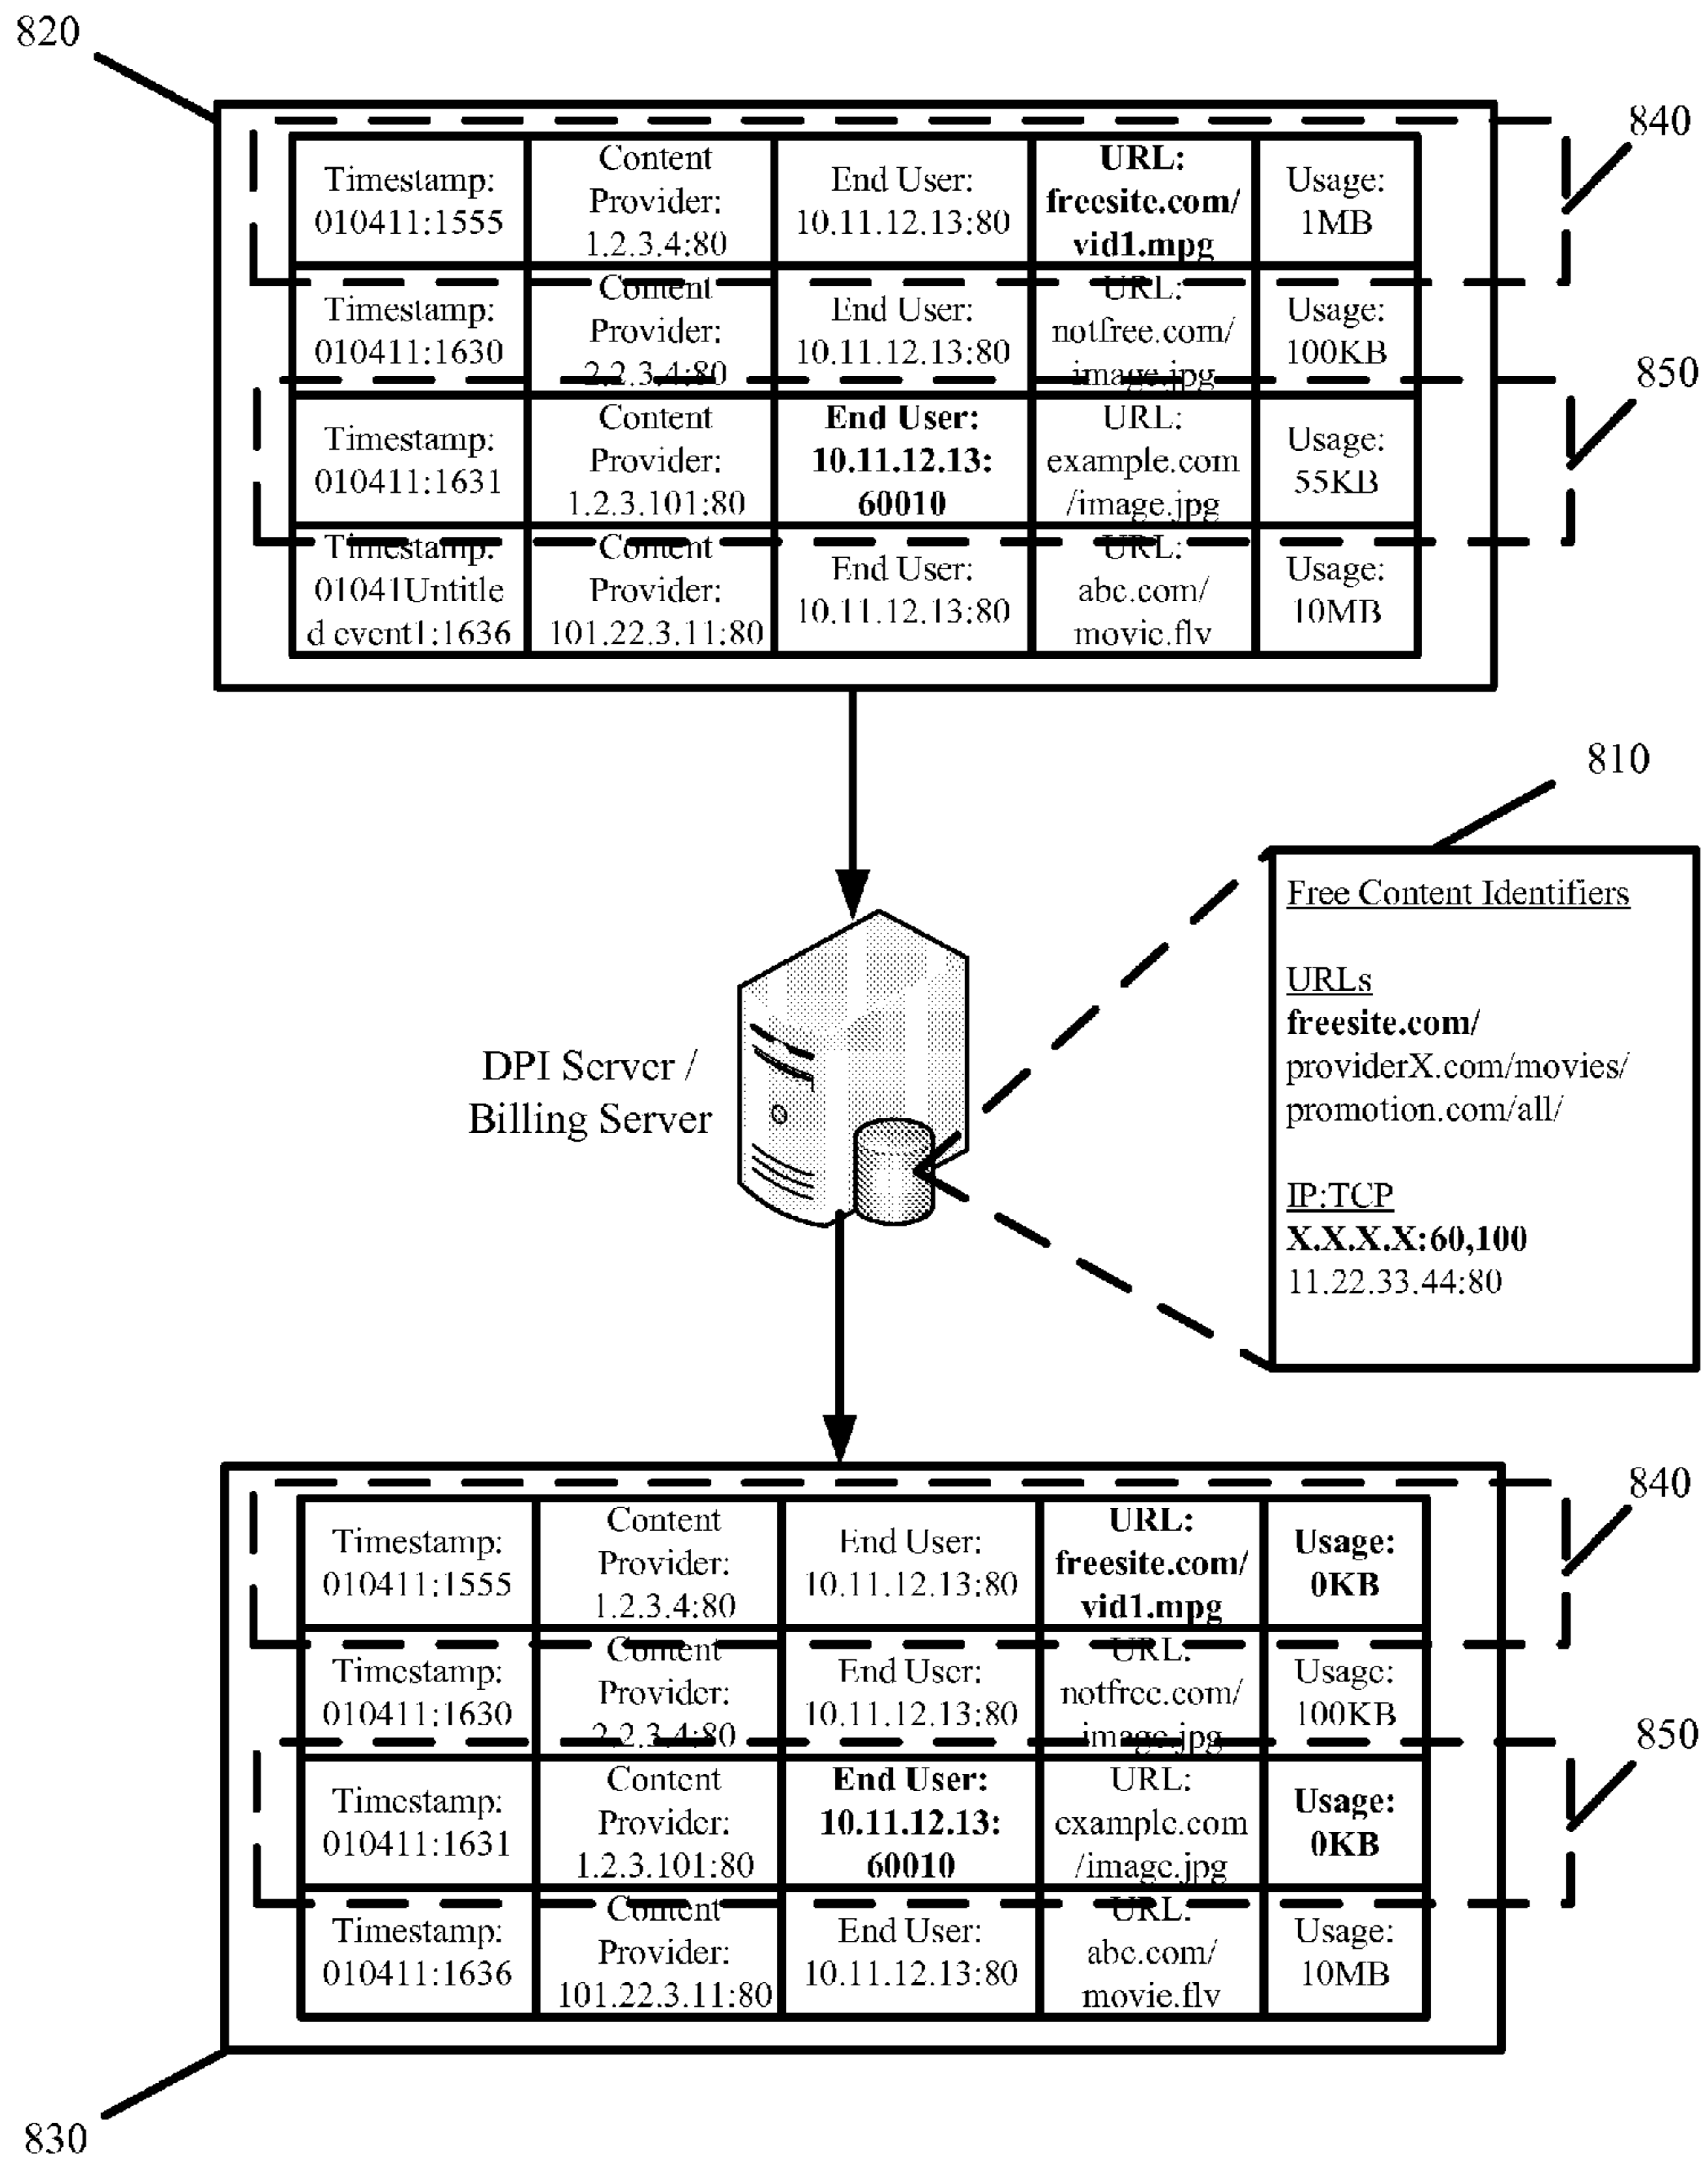 820
840
Timestamp:
010411:1555
Content
Provider:
1.2.3.4:80
End User:
10.11.12.13:80
URL:
freesite.com/
vid1.mpg
Usage:
1MB
Timestamp:
010411:1630
Content
Provider:
2.2.3.4:80
End User:
10.11.12.13:80
URL:
notfree.com/
image.jpg
Usage:
100KB
850
Timestamp:
010411:1631
Content
Provider:
1.2.3.101:80
End User:
10.11.12.13:
60010
URL:
example.com
/image.jpg
Usage:
55KB
Timestamp:
01041Untitle
d event1:1636
Content
Provider:
101.22.3.11:80
End User:
10.11.12.13:80
URL:
abc.com/
movie.flv
Usage:
10MB
810
Free Content Identifiers
URLs
freesite.com/
providerX.com/movies/
promotion.com/all/
IP:TCP
X.X.X.X:60,100
11.22.33.44:80
DPI Server /
Billing Server
840
Timestamp:
010411:1555
Content
Provider:
1.2.3.4:80
End User:
10.11.12.13:80
URL:
freesite.com/
vid1.mpg
Usage:
0KB
Timestamp:
010411:1630
Content
Provider:
2.2.3.4:80
End User:
10.11.12.13:80
URL:
notfree.com/
image.jpg
Usage:
100KB
850
Timestamp:
010411:1631
Content
Provider:
1.2.3.101:80
End User:
10.11.12.13:
60010
URL:
example.com
/image.jpg
Usage:
0KB
Timestamp:
010411:1636
Content
Provider:
101.22.3.11:80
End User:
10.11.12.13:80
URL:
abc.com/
movie.flv
Usage:
10MB
830